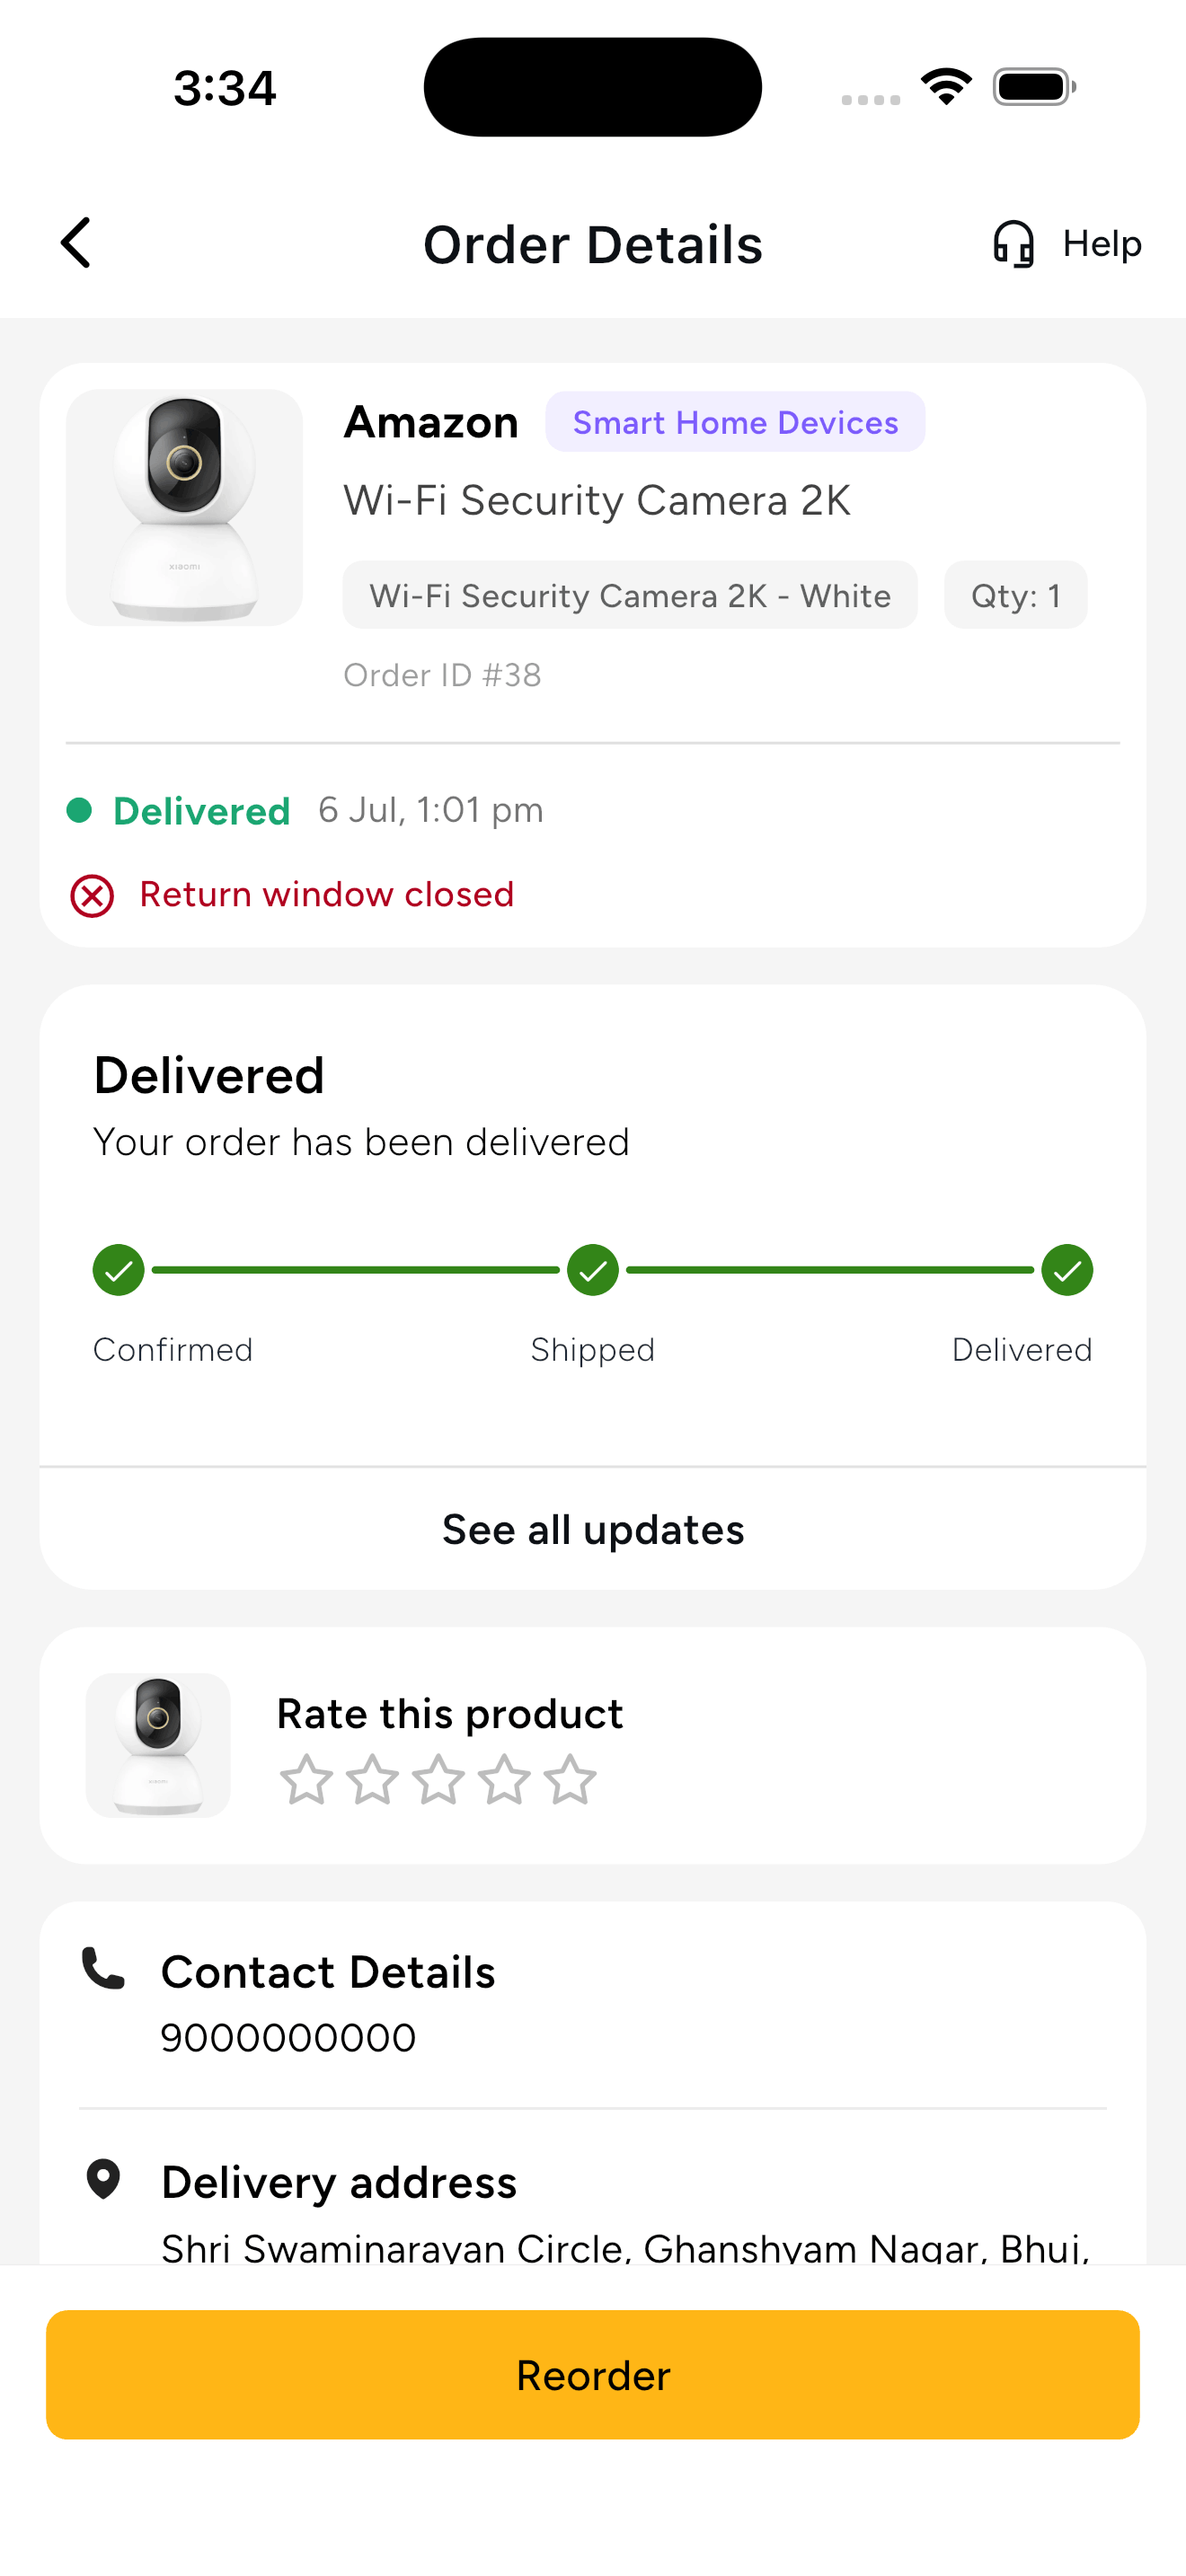 3:34
Order Details
Help
Amazon
Smart Home Devices
Wi-Fi Security Camera 2K
Wi-Fi Security Camera 2K - White
Qty: 1
xiaomi
Order ID #38
Delivered 6 Jul, 1:01 pm
Return window closed
Delivered
Your order has been delivered
Confirmed
Shipped
Delivered
See all updates
Rate this product
Contact Details
9000000000
Delivery address
Shri Swaminarayan Circle, Ghanshyam Nagar, Bhuj,
Reorder